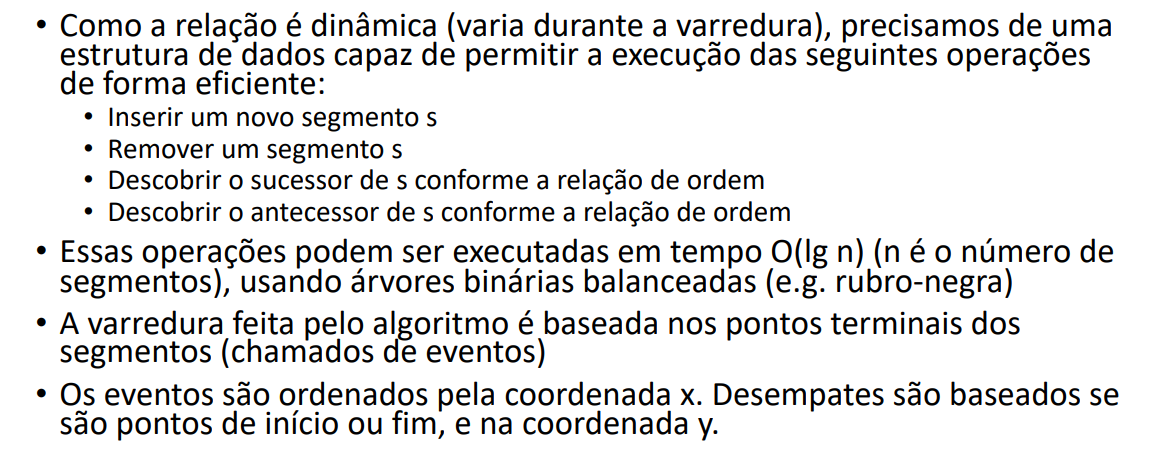 • Como a relação é dinâmica (varia durante a varredura), precisamos de uma
estrutura de dados capaz de permitir a execução das seguintes operações
de forma eficiente:
• Inserir um novo segmento s
• Remover um segmento s
• Descobrir o sucessor de s conforme a relação de ordem
• Descobrir o antecessor de s conforme a relação de ordem
• Essas operações podem ser executadas em tempo O(lg n) (n é o número de
segmentos), usando árvores binárias balanceadas (e.g. rubro-negra)
• A varredura feita pelo algoritmo é baseada nos pontos terminais dos
segmentos (chamados de eventos)
• Os eventos são ordenados pela coordenada x. Desempates são baseados se
são pontos de início ou fim, e na coordenada y.